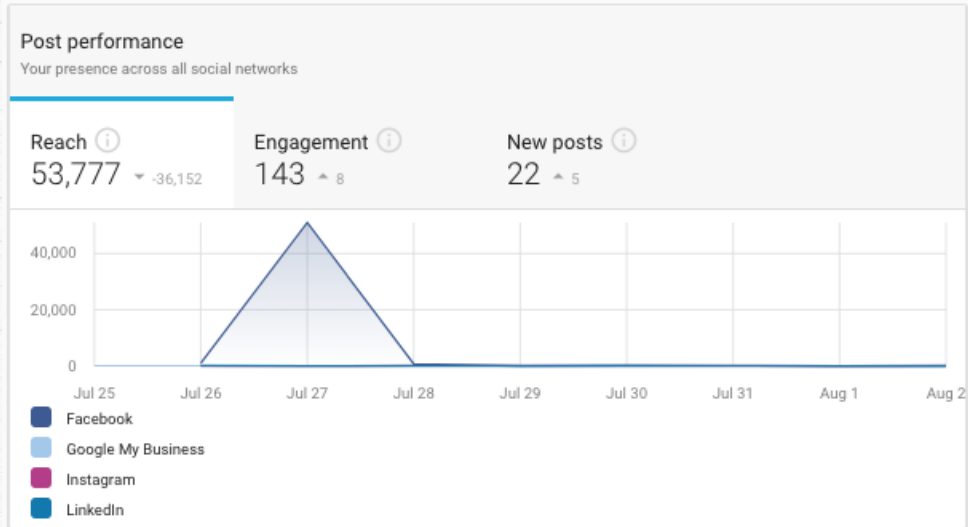 Post performance
Your presence across all social networks
Reach Engagement New posts
53,777 -36,152 143 8 22 5
40,000
20,000
0
Jul 25 Jul 26 Jul 27 Jul 28 Jul 29 Jul 30 Jul 31 Aug 1 Aug 2
Facebook
Google My Business
Instagram
LinkedIn